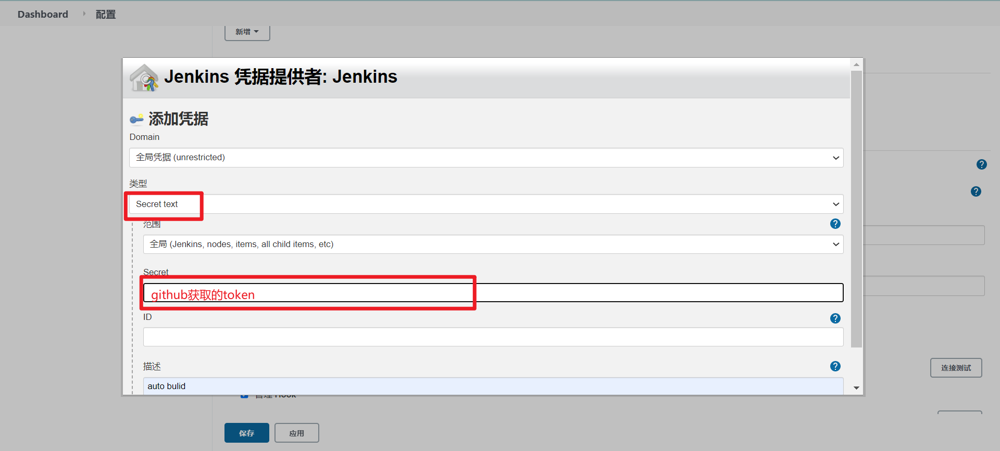 Dashboard
配置
新增
Jenkins 凭据提供者: Jenkins
添加凭据
Domain
全局凭据 (unrestricted)
类型
Secret text
范围
全局 (Jenkins, nodes, items, all child items, etc)
Secret
github获取的token
ID
描述
auto bulid
连接测试
管理 Hook
保存
应用